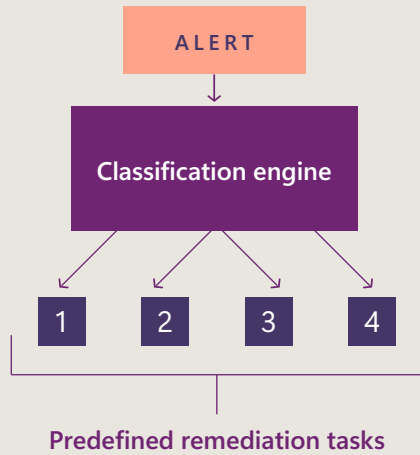 ALERT
Classification engine
1 2 3 4
Predefined remediation tasks